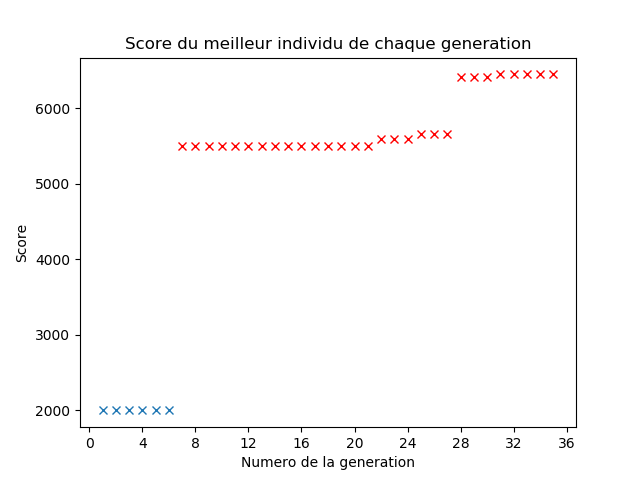 Score du meilleur individu de chaque generation
6000
5000
4000
3000
2000
Score
0 4 8 12 16 20 24 28 32 36
Numero de la generation